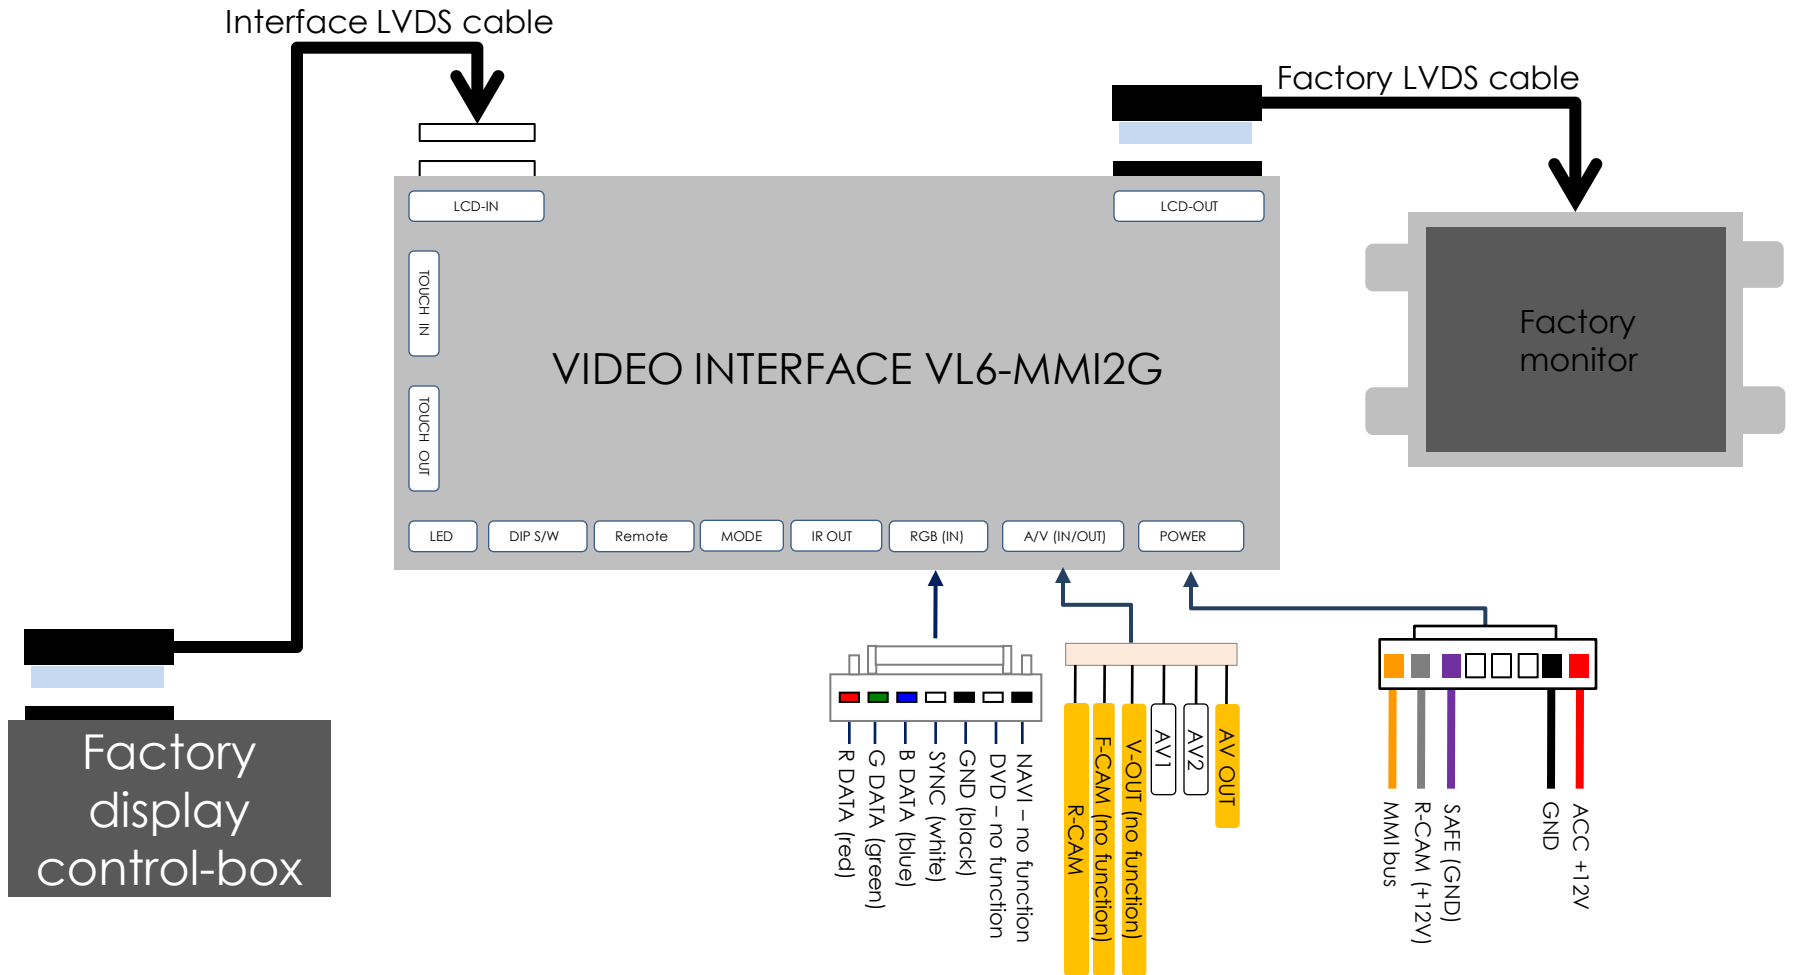 Interface LVDS cable
Factory LVDS cable
LCD-IN
LCD-OUT
TOUCH IN
TOUCH OUT
VIDEO INTERFACE VL6-MMI2G
Factory
monitor
LED
DIP S/W
Remote
MODE
IR OUT
RGB (IN)
A/V (IN/OUT)
POWER
Factory
display
control-box
R DATA (red)
G DATA (green)
B DATA (blue)
SYNC (white)
GND (black)
DVD – no function
NAVI – no function
R-CAM
F-CAM (no function)
V-OUT (no function)
AV1
AV2
AV OUT
MMI bus
R-CAM (+12V)
SAFE (GND)
GND
ACC +12V